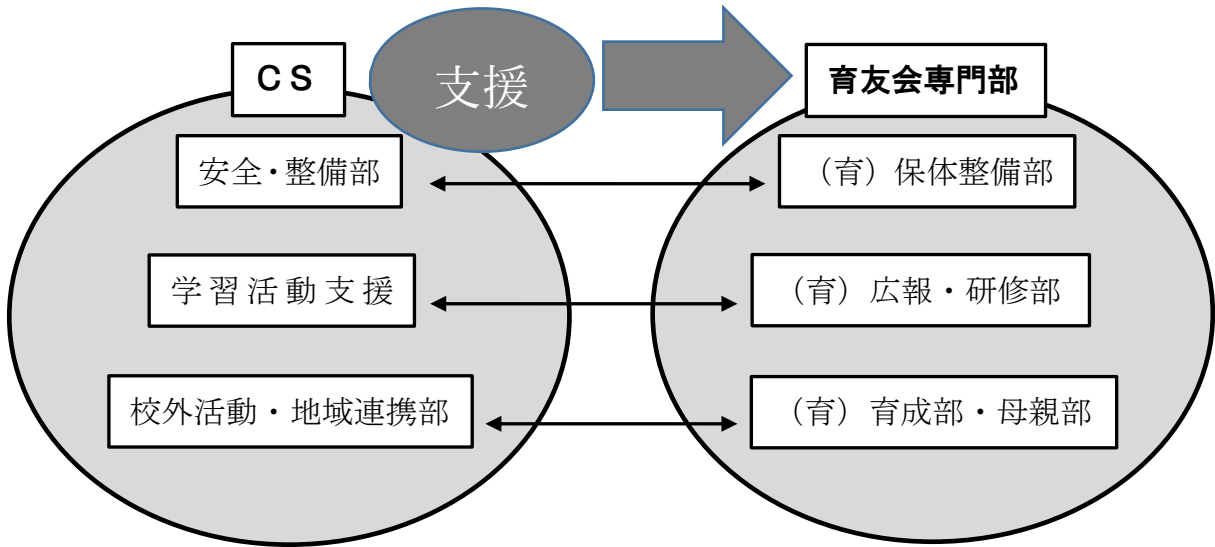 ＣＳ
支援
育友会専門部
安全・整備部
（育）保体整備部
学習活動支援
（育）広報・研修部
校外活動・地域連携部
（育）育成部・母親部